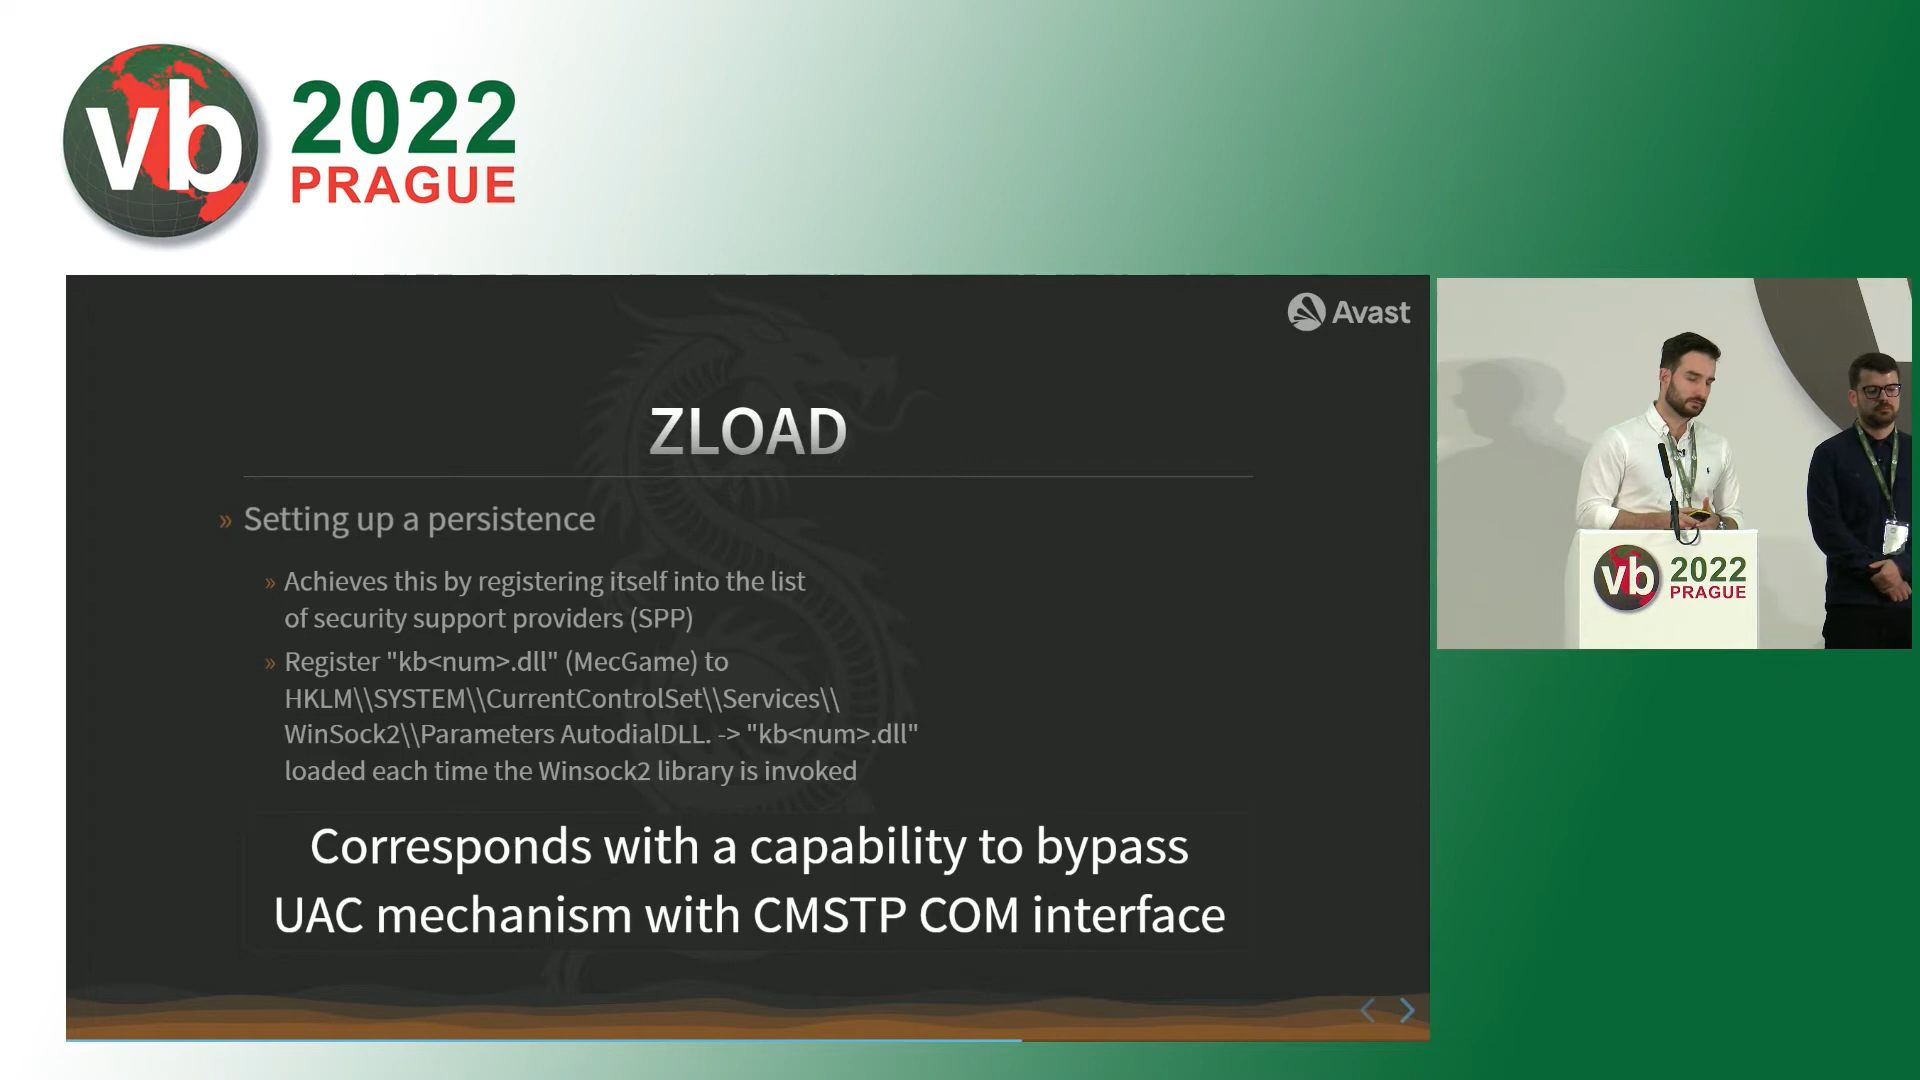 vb
2022
PRAGUE
Avast
ZLOAD
» Setting up a persistence
» Achieves this by registering itself into the list
of security support providers (SPP)
» Register "kb<num>.dll" (MecGame) to
HKLM\\SYSTEM\\CurrentControlSet\\Services\\
WinSock2\\Parameters AutodialDLL. -> "kb<num>.dll"
loaded each time the Winsock2 library is invoked
Corresponds with a capability to bypass
UAC mechanism with CMSTP COM interface
vb
2022
PRAGUE